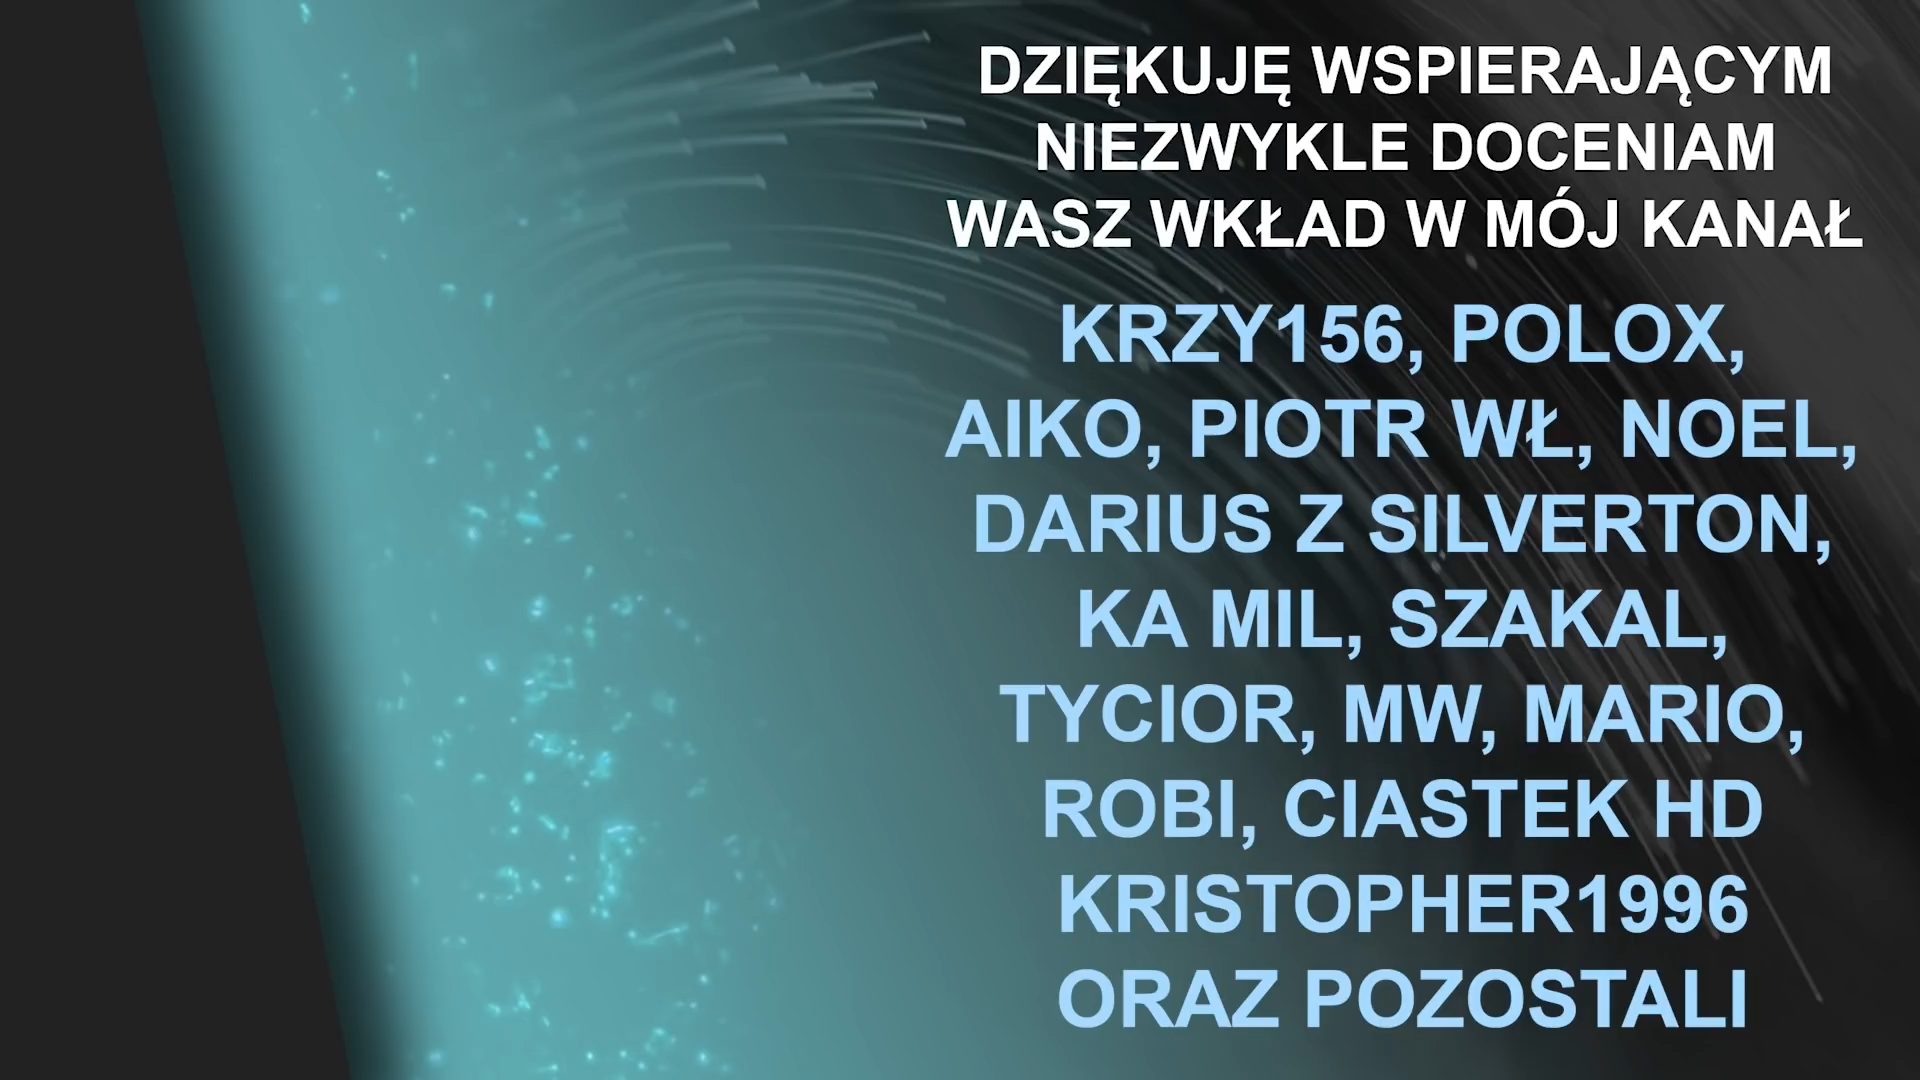 DZIĘKUJĘ WSPIERAJĄCYM
NIEZWYKLE DOCENIAM
WASZ WKŁAD W MÓJ KANAŁ
KRZY156, POLOX,
AIKO, PIOTR WŁ, NOEL,
DARIUS Z SILVERTON,
KA MIL, SZAKAL,
TYCIOR, MW, MARIO,
ROBI, CIASTEK HD
KRISTOPHER1996
ORAZ POZOSTALI